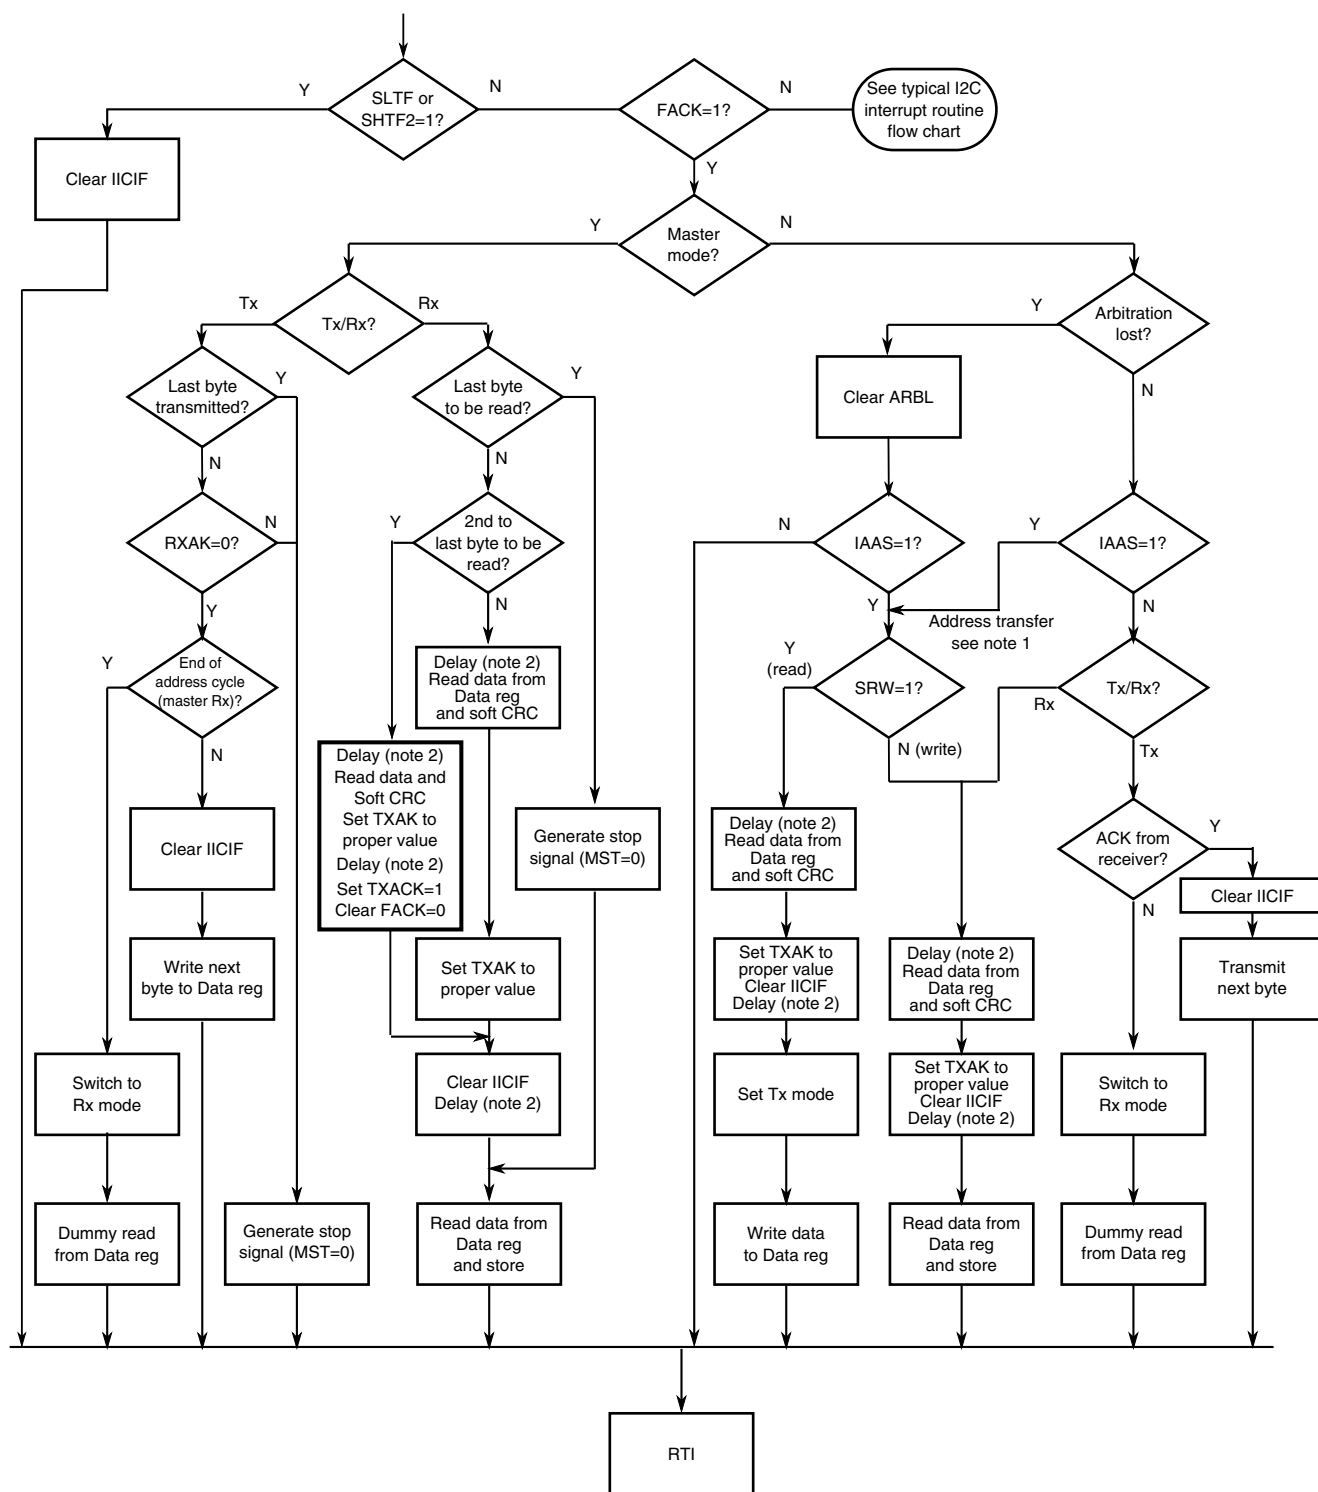 Y
SLTF or
SHTF2=1?
N
FACK=1?
N
See typical I2C
interrupt routine
flow chart
Clear IICIF
Y
Y
Master
mode?
N
Tx
Tx/Rx?
Rx
Y
Arbitration
lost?
Last byte
transmitted?
Y
Last byte
to be read?
Y
Clear ARBL
N
N
N
RXAK=0?
N
Y
2nd to
last byte to be
read?
N
IAAS=1?
Y
IAAS=1?
Y
N
Y
Address transfer
see note 1
N
Y
End of
address cycle
(master Rx)?
Delay (note 2)
Read data from
Data reg
and soft CRC
Y
(read)
SRW=1?
Rx
Tx/Rx?
N
N (write)
Tx
Delay (note 2)
Read data and
Soft CRC
Set TXAK to
proper value
Delay (note 2)
Set TXACK=1
Clear FACK=0
Clear IICIF
Generate stop
signal (MST=0)
Delay (note 2)
Read data from
Data reg
and soft CRC
ACK from
receiver?
Y
Clear IICIF
N
Write next
byte to Data reg
Set TXAK to
proper value
Set TXAK to
proper value
Clear IICIF
Delay (note 2)
Delay (note 2)
Read data from
Data reg
and soft CRC
Transmit
next byte
Switch to
Rx mode
Clear IICIF
Delay (note 2)
Set Tx mode
Set TXAK to
proper value
Clear IICIF
Delay (note 2)
Switch to
Rx mode
Dummy read
from Data reg
Generate stop
signal (MST=0)
Read data from
Data reg
and store
Write data
to Data reg
Read data from
Data reg
and store
Dummy read
from Data reg
RTI